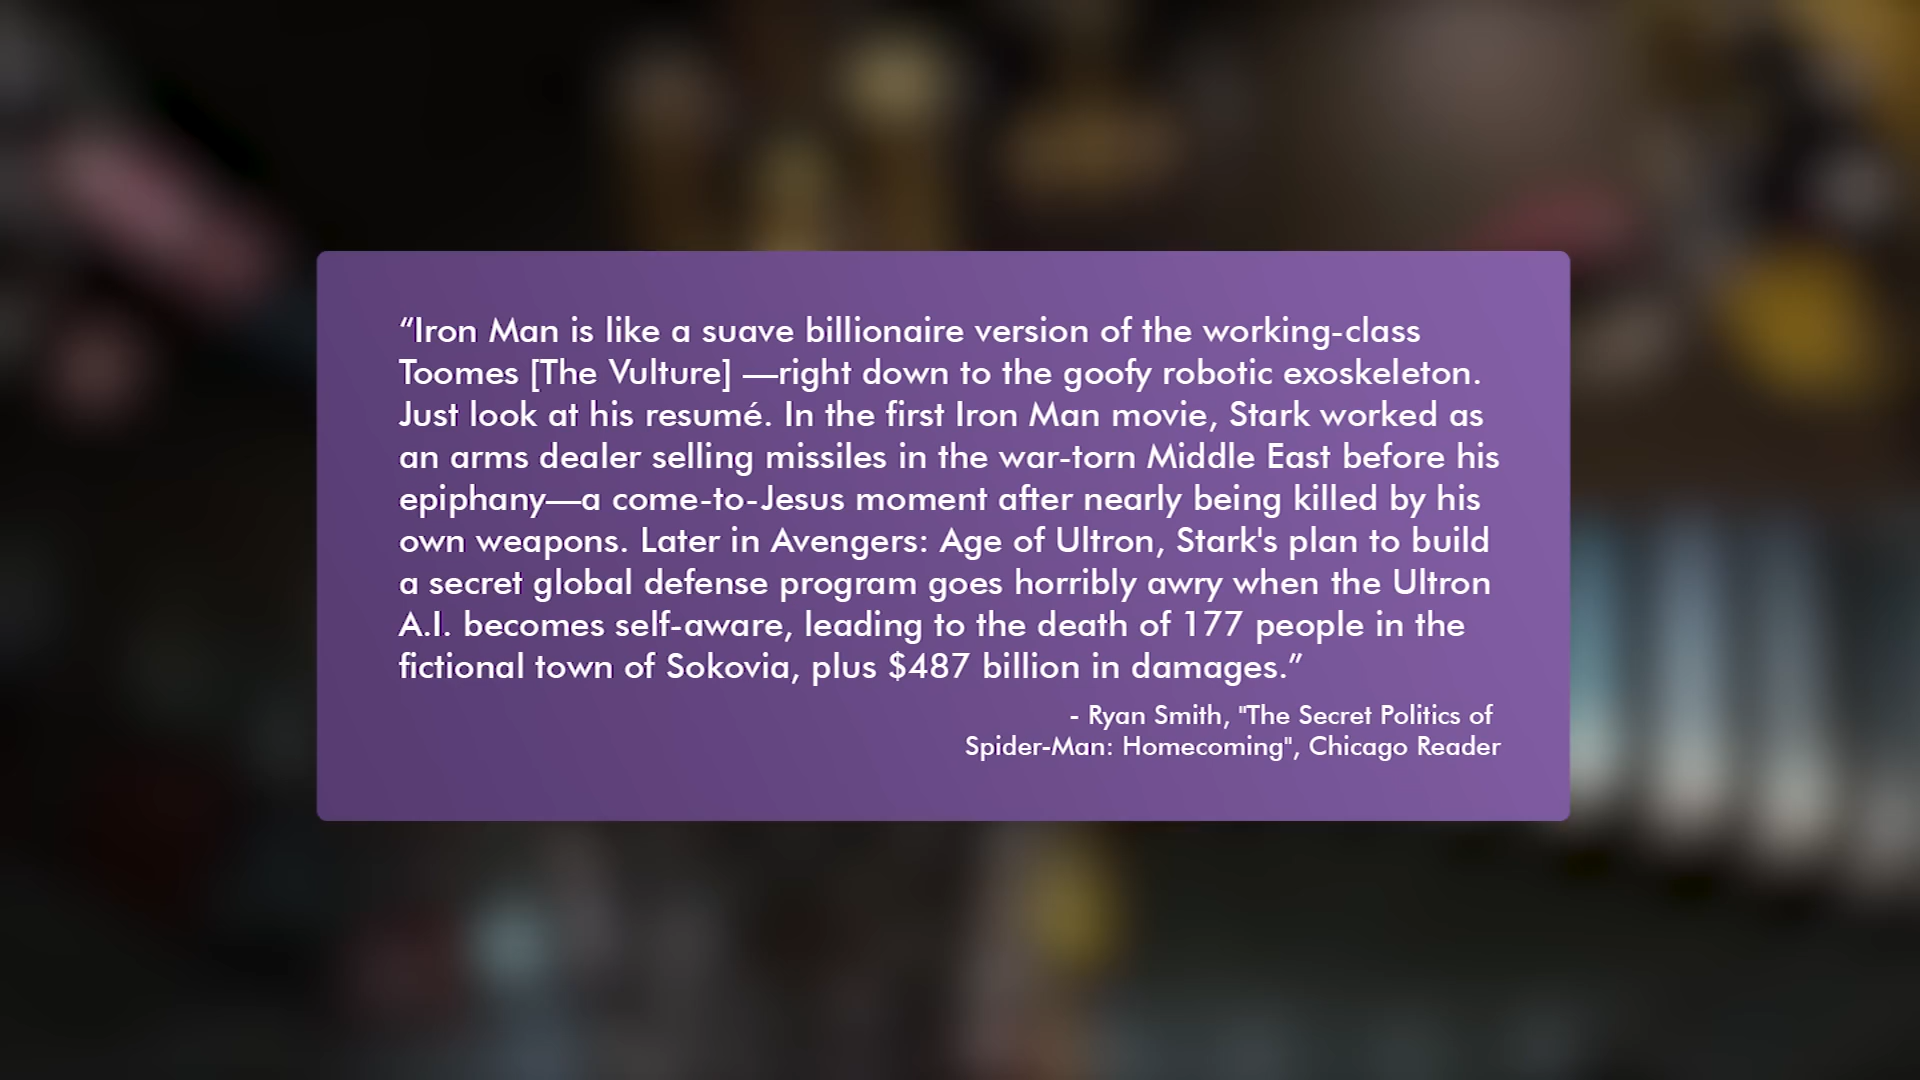 “Iron Man is like a suave billionaire version of the working-class
Toomes [The Vulture] —right down to the goofy robotic exoskeleton.
Just look at his resumé. In the first Iron Man movie, Stark worked as
an arms dealer selling missiles in the war-torn Middle East before his
epiphany—a come-to-Jesus moment after nearly being killed by his
own weapons. Later in Avengers: Age of Ultron, Stark's plan to build
a secret global defense program goes horribly awry when the Ultron
A.I. becomes self-aware, leading to the death of 177 people in the
fictional town of Sokovia, plus $487 billion in damages.”
- Ryan Smith, "The Secret Politics of
Spider-Man: Homecoming", Chicago Reader